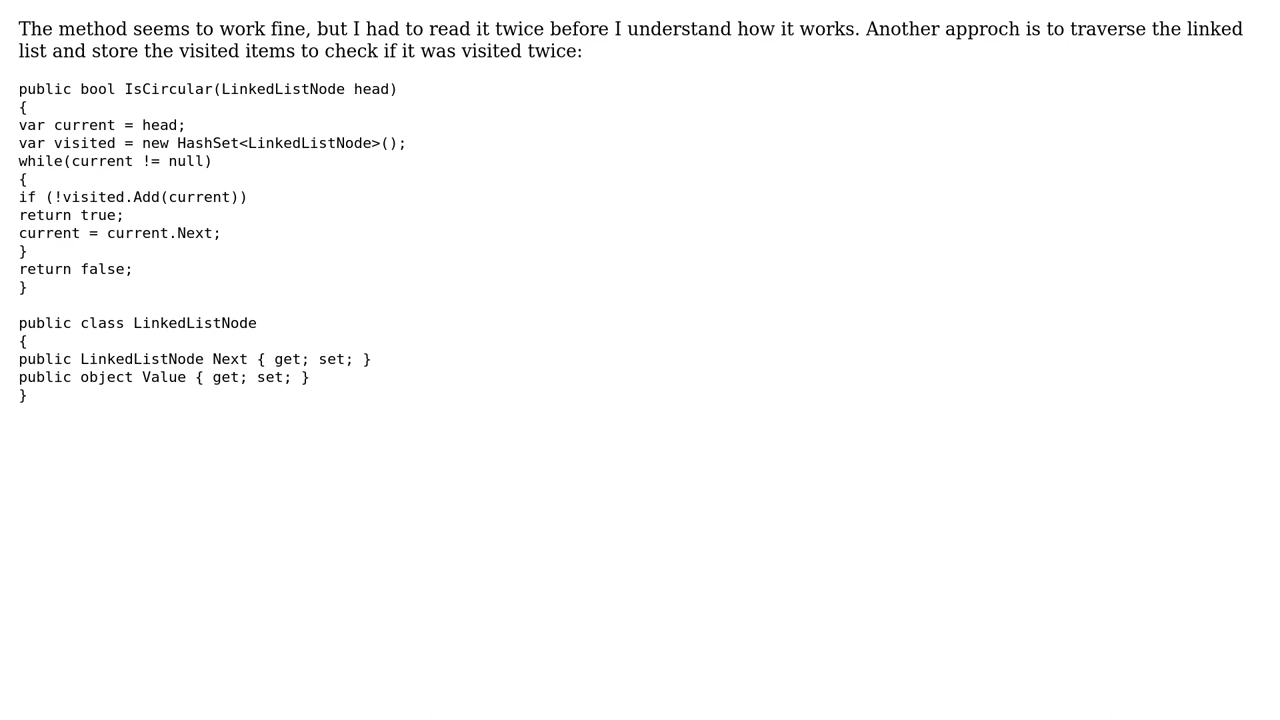 The method seems to work fine, but I had to read it twice before I understand how it works. Another approch is to traverse the linked
list and store the visited items to check if it was visited twice:
public bool IsCircular(LinkedListNode head)
{
var current = head;
var visited = new HashSet<LinkedListNode>();
while(current != null)
{
if (!visited.Add(current))
return true;
current = current.Next;
}
return false;
}
public class LinkedListNode
{
public LinkedListNode Next { get; set; }
public object Value { get; set; }
}